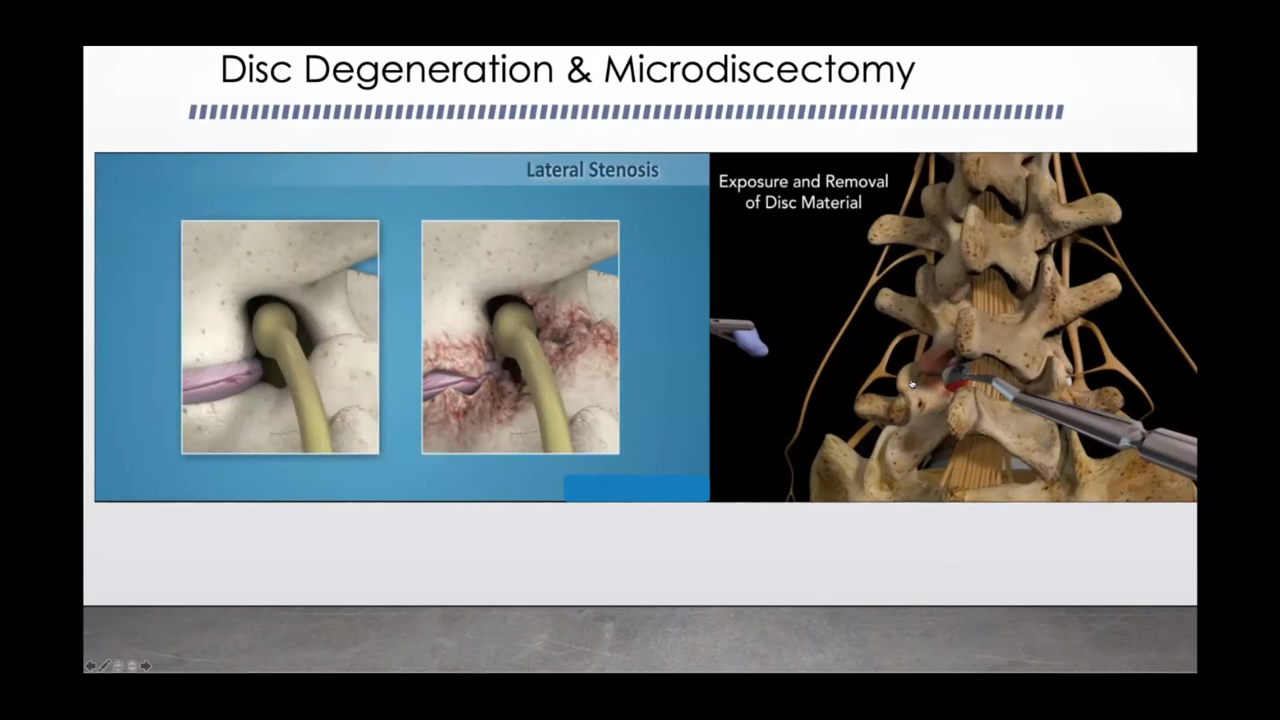 Disc Degeneration & Microdiscectomy
Lateral Stenosis
Exposure and Removal
of Disc Material